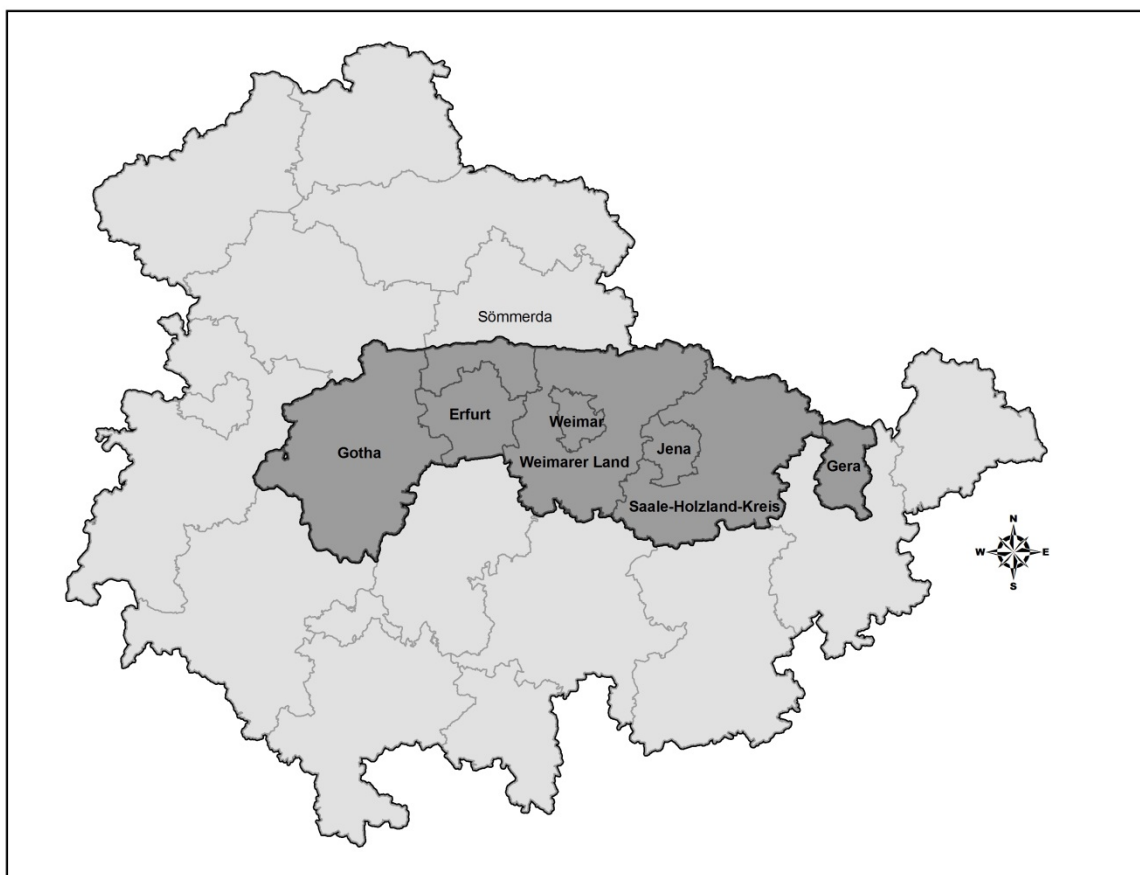 Sömmerda
Erfurt
Weimar
Gotha
Jena
Weimarer Land
Gera
Saale-Holzland-Kreis
N
W
E
S